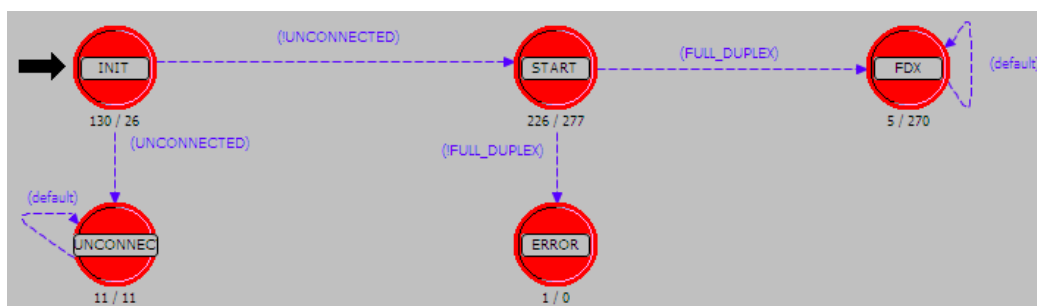 (!UNCONNECTED)
(FULL_DUPLEX)
INIT
START
FDX
(default)
130 / 26
226 / 277
5 / 270
(UNCONNECTED)
(!FULL_DUPLEX)
(default)
UNCONNEC
ERROR
11 / 11
1 / 0